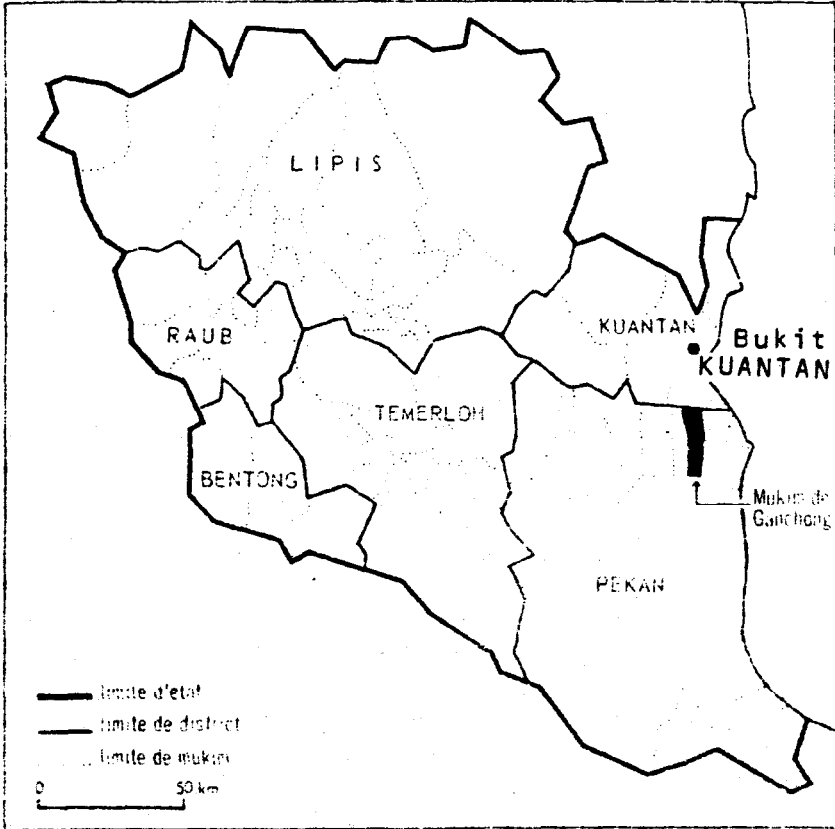 LIPIS
RAUB
KUANTAN
Bukit
KUANTAN
TEMERLOH
BENTONG
Mukim de
Ganchong
PEKAN
limite d'etat
limite de district
limite de mukim
0 50 km